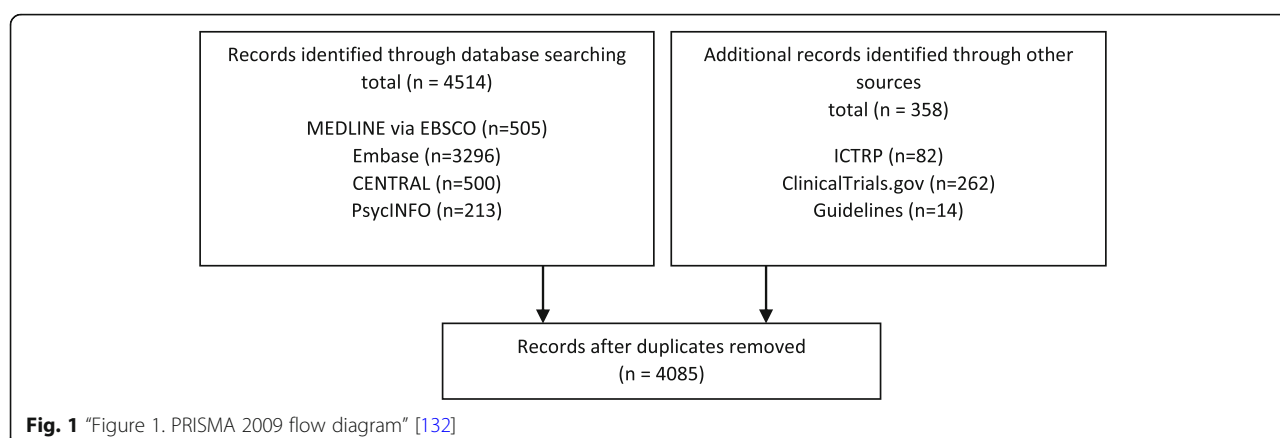 Records identified through database searching
total (n = 4514)
MEDLINE via EBSCO (n=505)
Embase (n=3296)
CENTRAL (n=500)
PsycINFO (n=213)
Additional records identified through other
sources
total (n = 358)
ICTRP (n=82)
ClinicalTrials.gov (n=262)
Guidelines (n=14)
Records after duplicates removed
(n = 4085)
Fig. 1 “Figure 1. PRISMA 2009 flow diagram” [132]